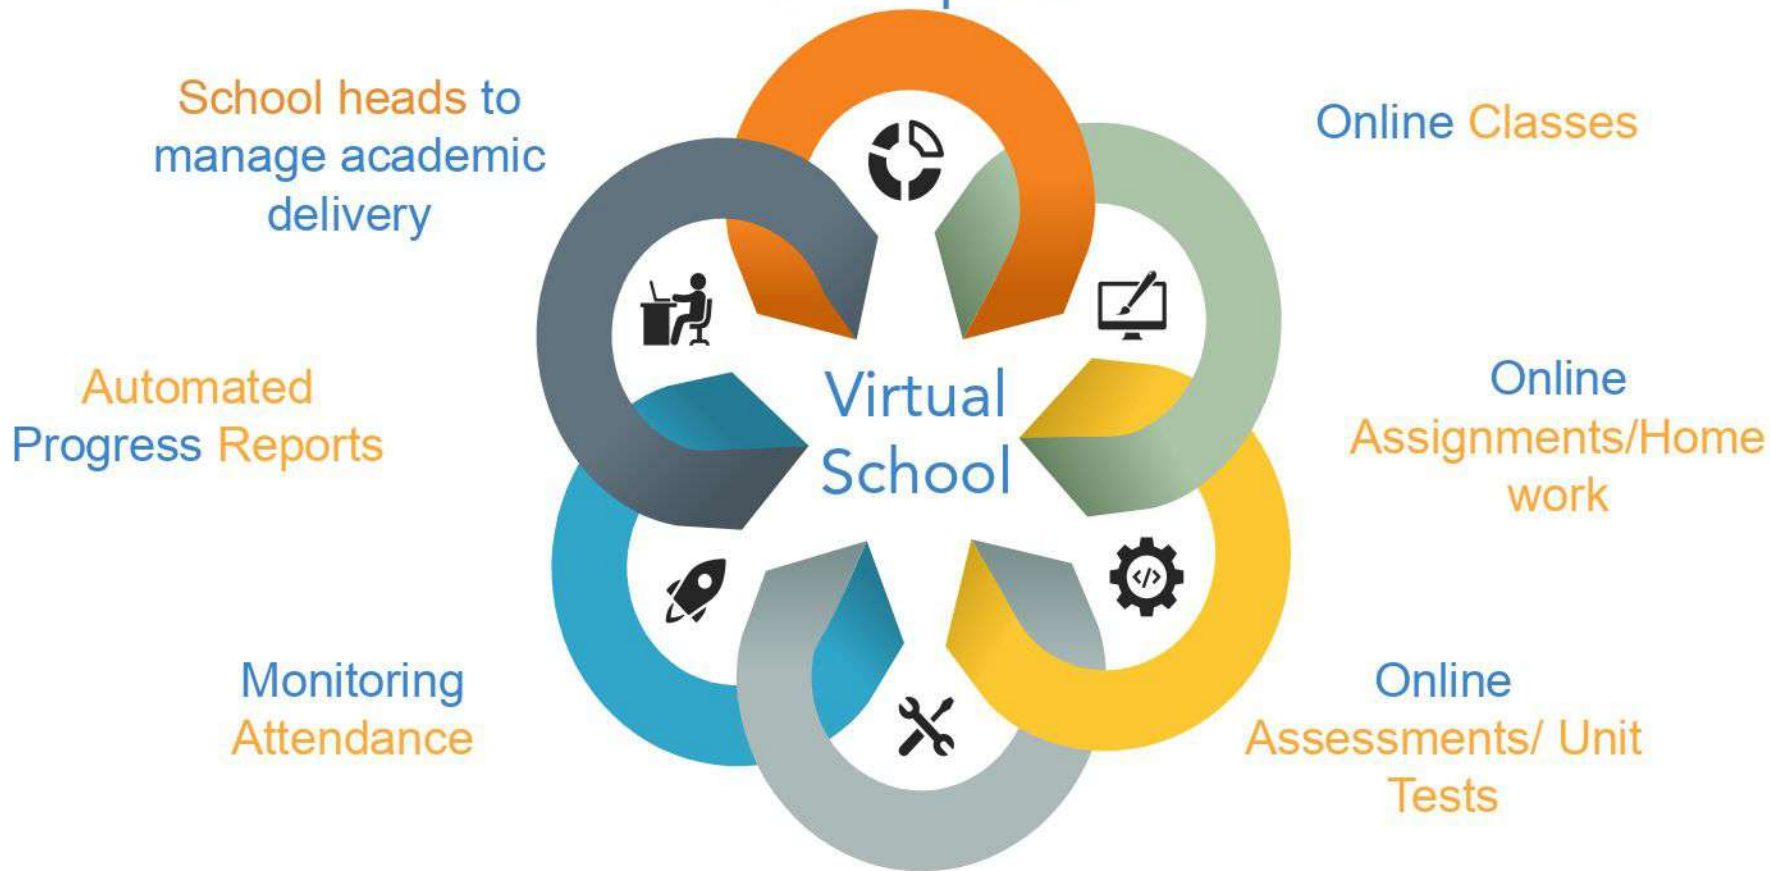 School heads to
manage academic
delivery
Online Classes
Automated
Progress Reports
Virtual
School
Online
Assignments/Home
work
Monitoring
Attendance
Online
Assessments/ Unit
Tests